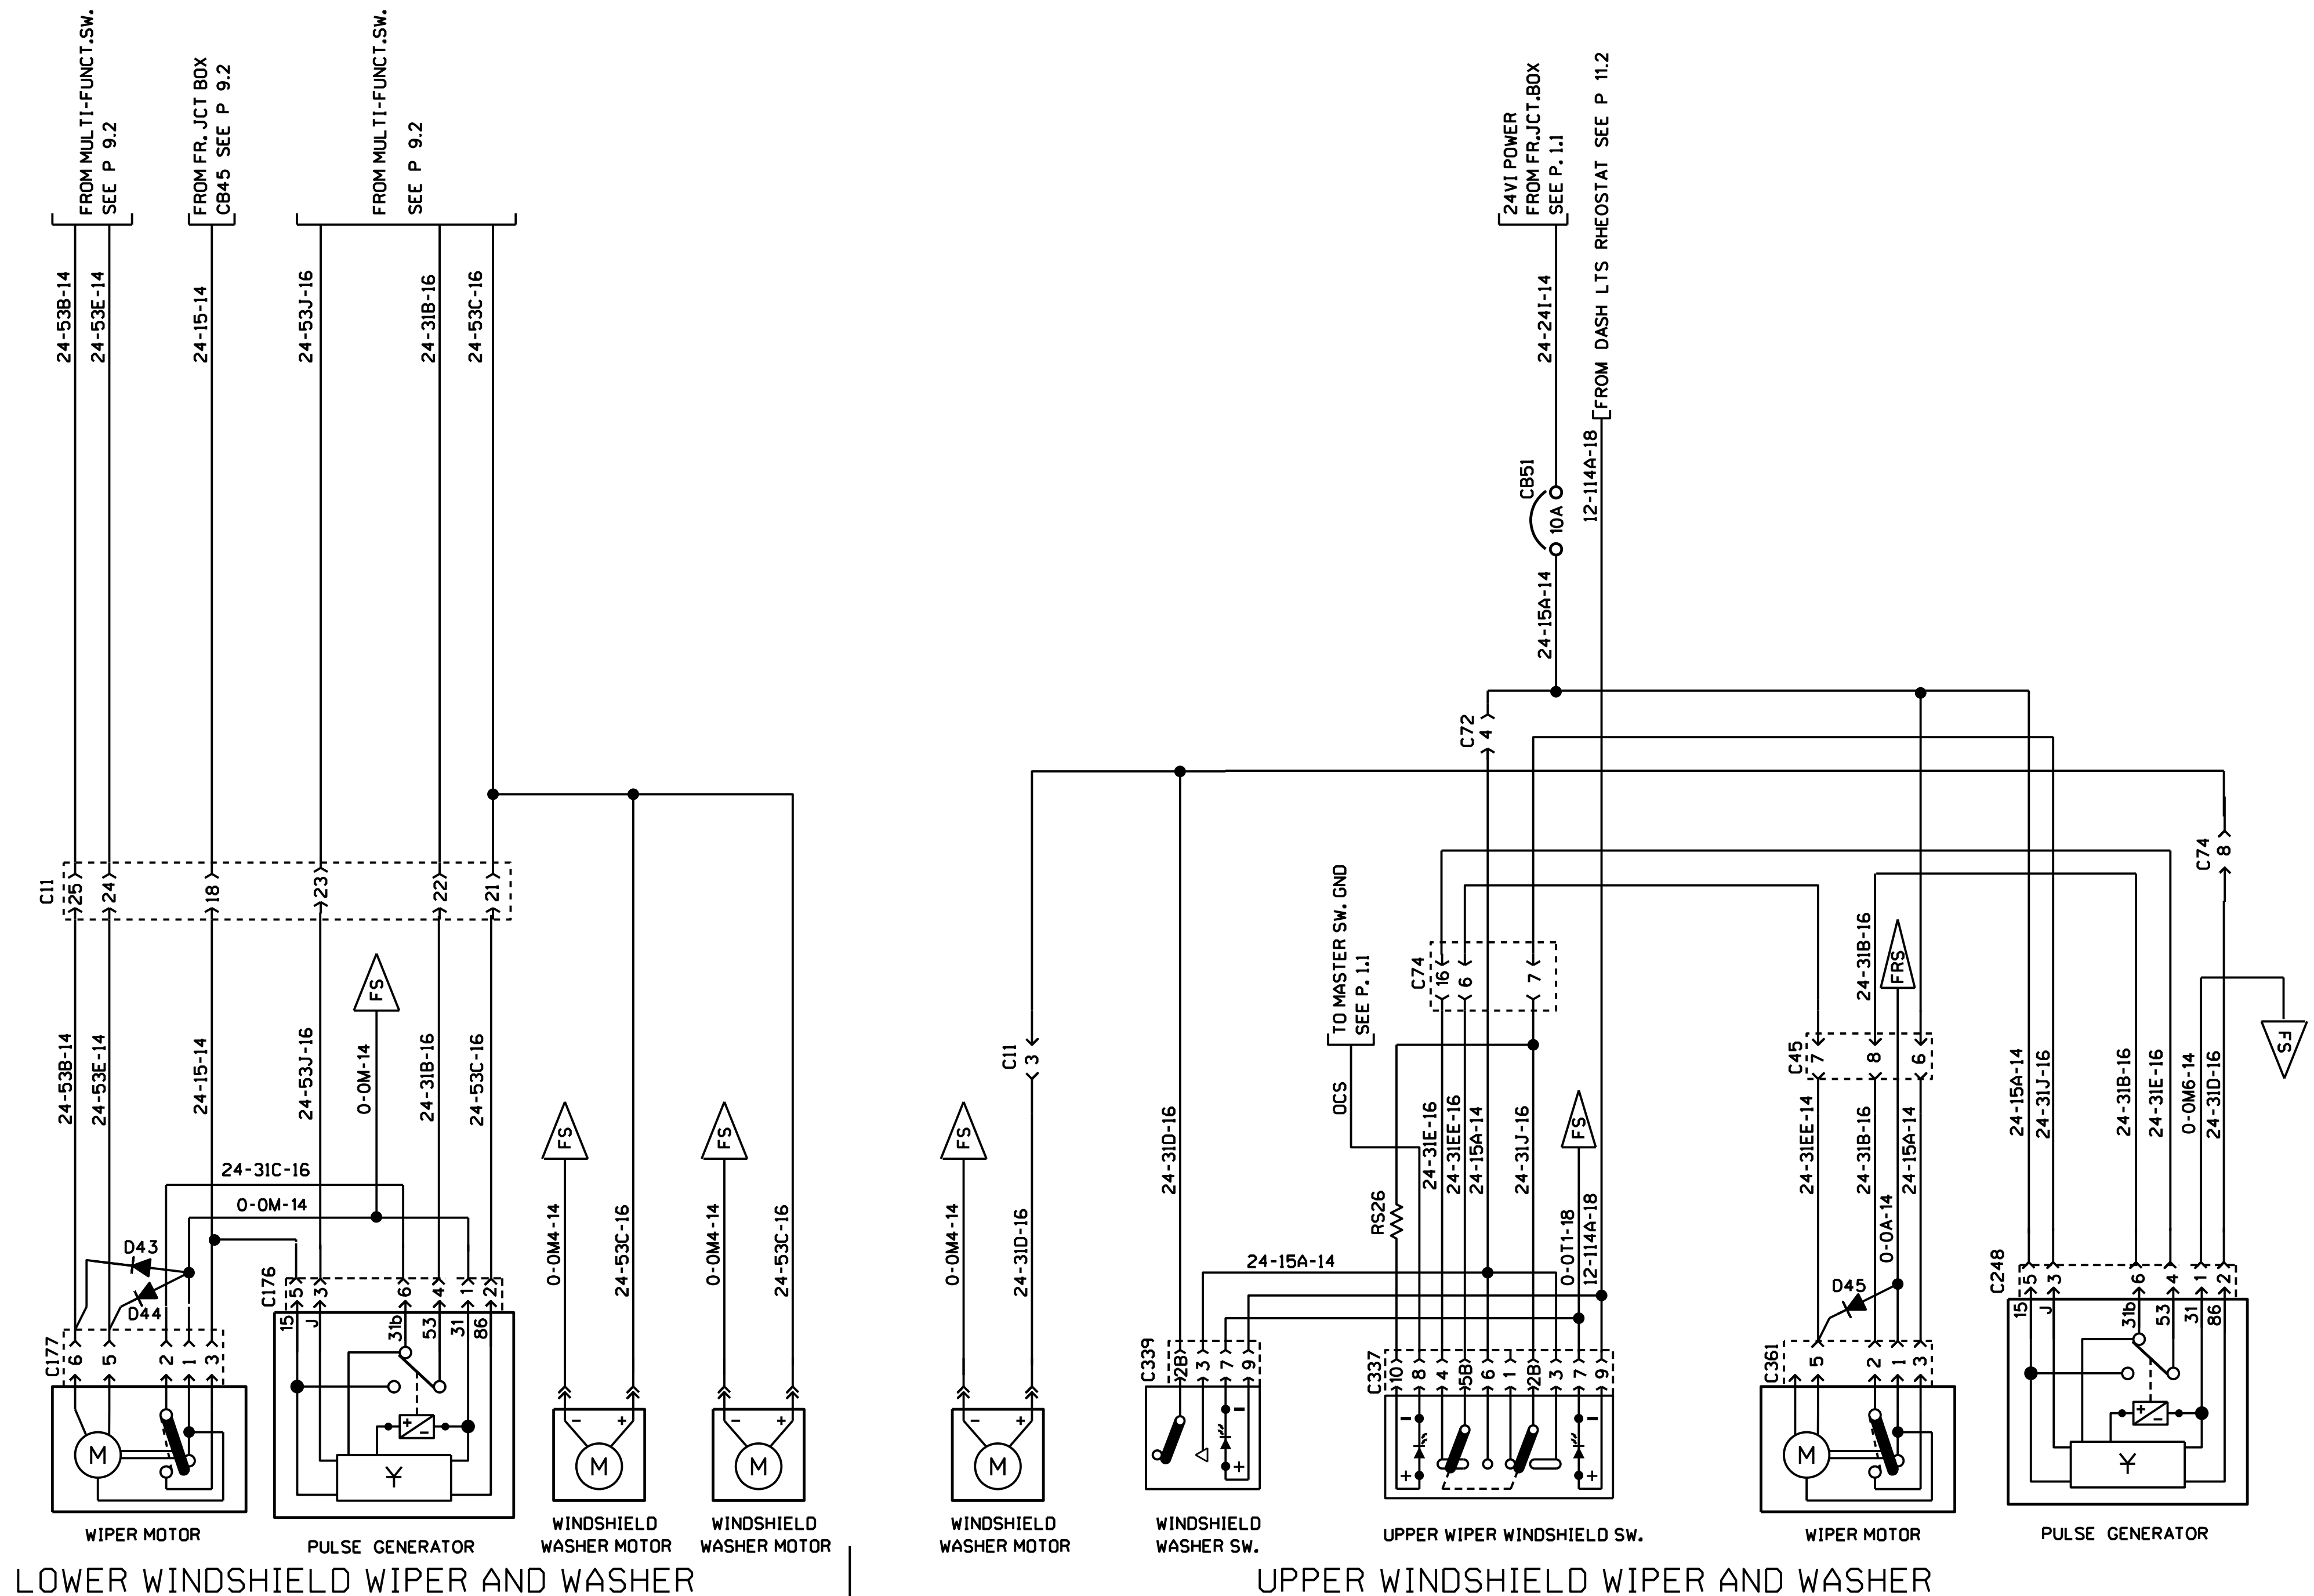 FROM MULTI-FUNCT.SW.
SEE P 9.2
FROM FR. JCT BOX
CB45 SEE P 9.2
FROM MULTI-FUNCT.SW.
SEE P 9.2
24VI POWER
FROM FR.JCT.BOX
SEE P. 1.1
FROM DASH LTS RHEOSTAT SEE P 11.2
24-53B-14
24-53E-14
24-15-14
24-53J-16
24-31B-16
24-53C-16
24-24I-14
12-114A-18
CB51
10A
24-15A-14
C72
4
C11
25
24
18
23
22
21
C74
8
TO MASTER SW. GND
SEE P. 1.1
C74
16
6
7
24-31B-16
FRS
FS
FS
24-53B-14
24-53E-14
24-15-14
24-53J-16
0-0M-14
24-31B-16
24-53C-16
C11
3
C45
7
8
6
OCS
24-15A-14
24-31J-16
24-31B-16
24-31E-16
0-0M6-14
24-31D-16
FS
FS
FS
FS
24-31D-16
24-31E-16
24-31EE-16
24-15A-14
24-31J-16
24-31EE-14
24-31B-16
24-15A-14
24-31C-16
0-0M-14
0-0M4-14
24-53C-16
0-0M4-14
24-53C-16
0-0M4-14
24-31D-16
RS26
0-0T1-18
12-114A-18
0-0A-14
D43
D44
24-15A-14
D45
C176
5
3
6
4
1
2
15
J
31b
53
31
86
C248
5
3
6
4
1
2
15
J
31b
53
31
86
C177
6
5
2
1
3
C339
2B
3
7
9
C337
10
8
4
5B
6
1
2B
3
7
9
C361
5
2
1
3
M
+
−
− +
M
− +
M
− +
M
−
+
−
+
−
+
M
+
−
WIPER MOTOR
PULSE GENERATOR
WINDSHIELD
WASHER MOTOR
WINDSHIELD
WASHER MOTOR
WINDSHIELD
WASHER MOTOR
WINDSHIELD
WASHER SW.
UPPER WIPER WINDSHIELD SW.
WIPER MOTOR
PULSE GENERATOR
LOWER WINDSHIELD WIPER AND WASHER
UPPER WINDSHIELD WIPER AND WASHER